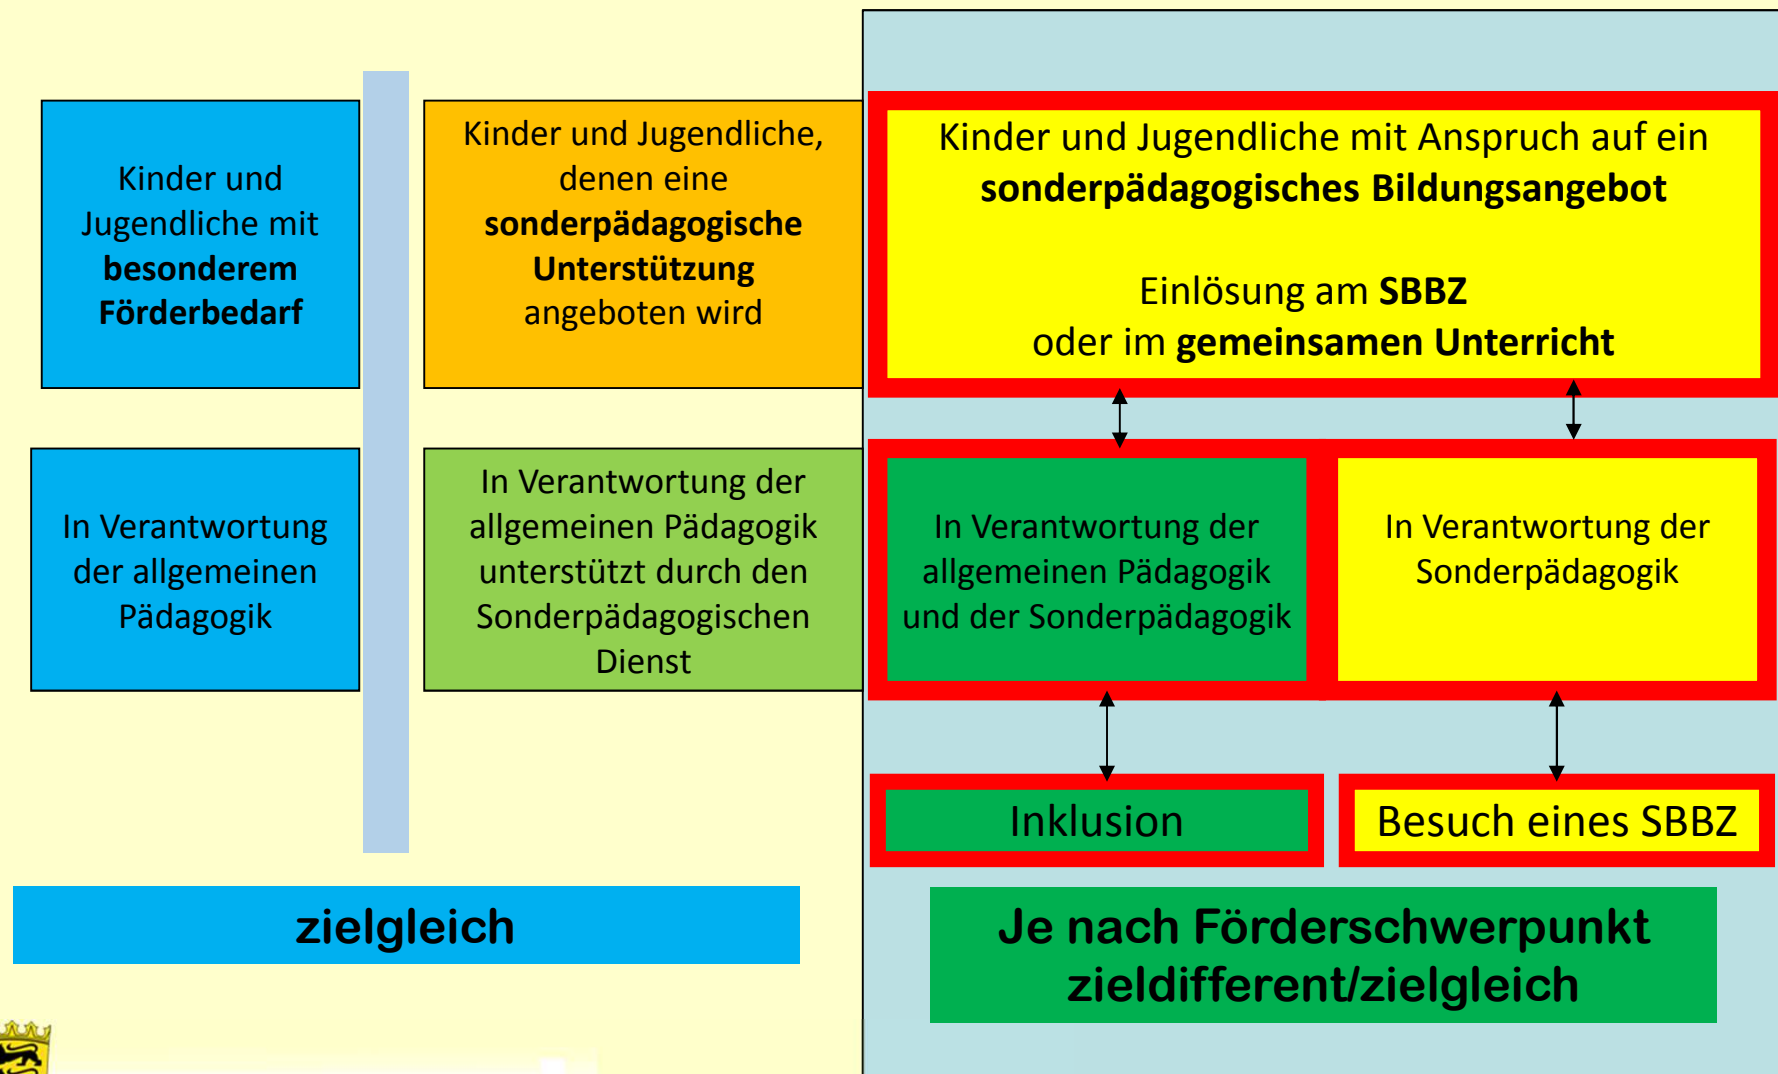 Kinder und
Jugendliche mit
besonderem
Förderbedarf
Kinder und Jugendliche,
denen eine
sonderpädagogische
Unterstützung
angeboten wird
Kinder und Jugendliche mit Anspruch auf ein
sonderpädagogisches Bildungsangebot
Einlösung am SBBZ
oder im gemeinsamen Unterricht
In Verantwortung
der allgemeinen
Pädagogik
In Verantwortung der
allgemeinen Pädagogik
unterstützt durch den
Sonderpädagogischen
Dienst
In Verantwortung der
allgemeinen Pädagogik
und der Sonderpädagogik
In Verantwortung der
Sonderpädagogik
Inklusion
Besuch eines SBBZ
zielgleich
Je nach Förderschwerpunkt
zieldifferent/zielgleich